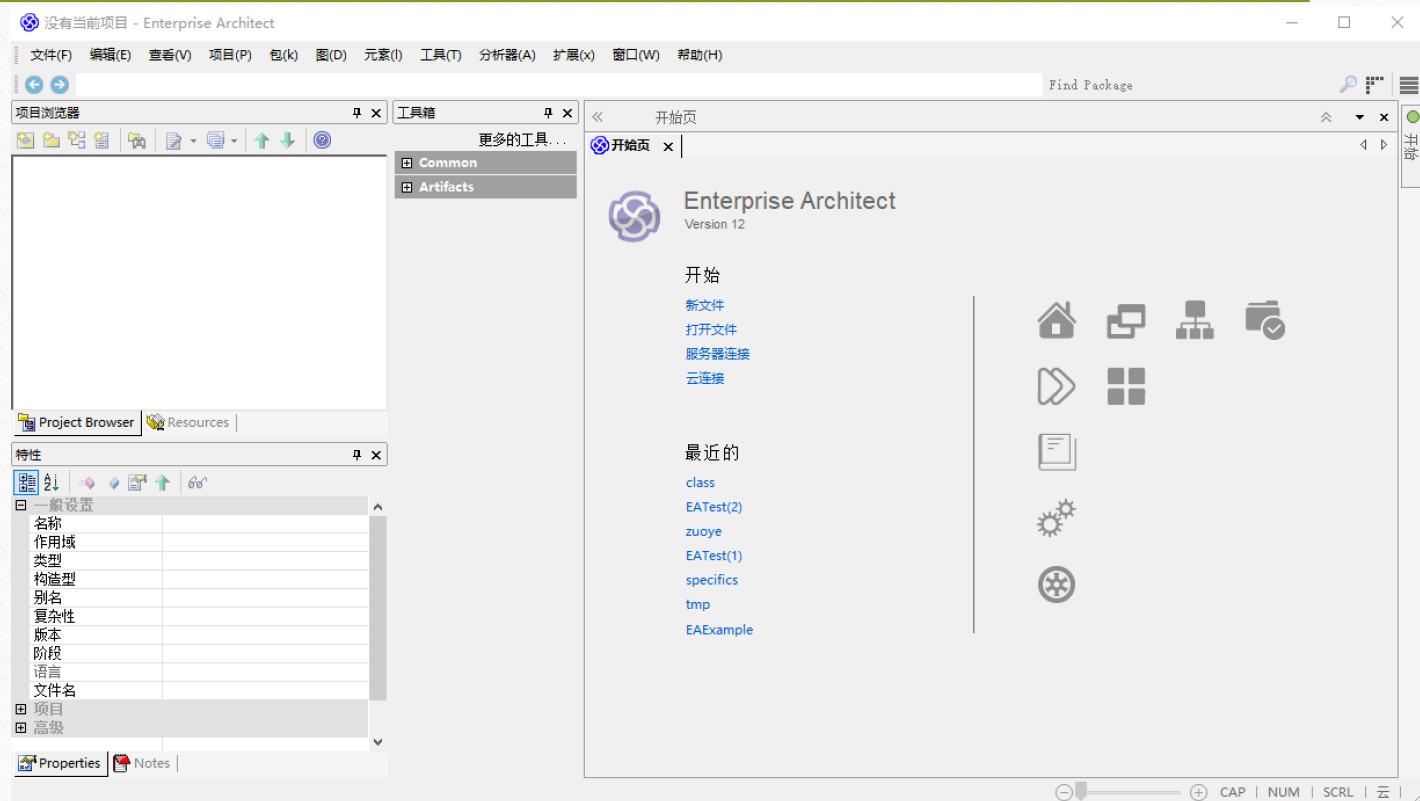 没有当前项目 - Enterprise Architect
文件(F) 编辑(E) 查看(V) 项目(P) 包(k) 图(D) 元素(l) 工具(T) 分析器(A) 扩展(x) 窗口(W) 帮助(H)
Find Package
项目浏览器
Project Browser Resources
特性
一般设置
名称
作用域
类型
构造型
别名
复杂性
版本
阶段
语言
文件名
项目
高级
Properties Notes
工具箱
更多的工具...
Common
Artifacts
开始页
开始页
Enterprise Architect
Version 12
开始
新文件
打开文件
服务器连接
云连接
最近的
class
EATest(2)
zuoye
EATest(1)
specifics
tmp
EAExample
开始
CAP NUM SCRL 云